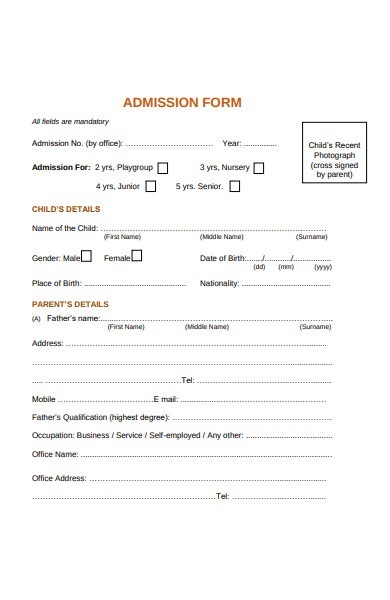 ADMISSION FORM
All fields are mandatory
Admission No. (by office): ................................ Year: ..............
Child's Recent
Photograph
(cross signed
by parent)
Admission For: 2 yrs, Playgroup 3 yrs, Nursery
4 yrs, Junior 5 yrs. Senior.
CHILD'S DETAILS
Name of the Child: ....................................................................................
(First Name) (Middle Name) (Surname)
Gender: Male Female Date of Birth:......./.........../................
(dd) (mm) (yyyy)
Place of Birth: .......................................... Nationality: ....................................
PARENT'S DETAILS
(A) Father's name:.....................................................................................
(First Name) (Middle Name) (Surname)
Address: ...............................................................................................
.............................................................................................................
..... .......................................................Tel: ..............................................
Mobile .....................................E mail: ......................................................
Father's Qualification (highest degree): .......................................................
Occupation: Business / Service / Self-employed / Any other: ................................
Office Name: ..........................................................................................
Office Address: .......................................................................................
....................................................................Tel: ..................................